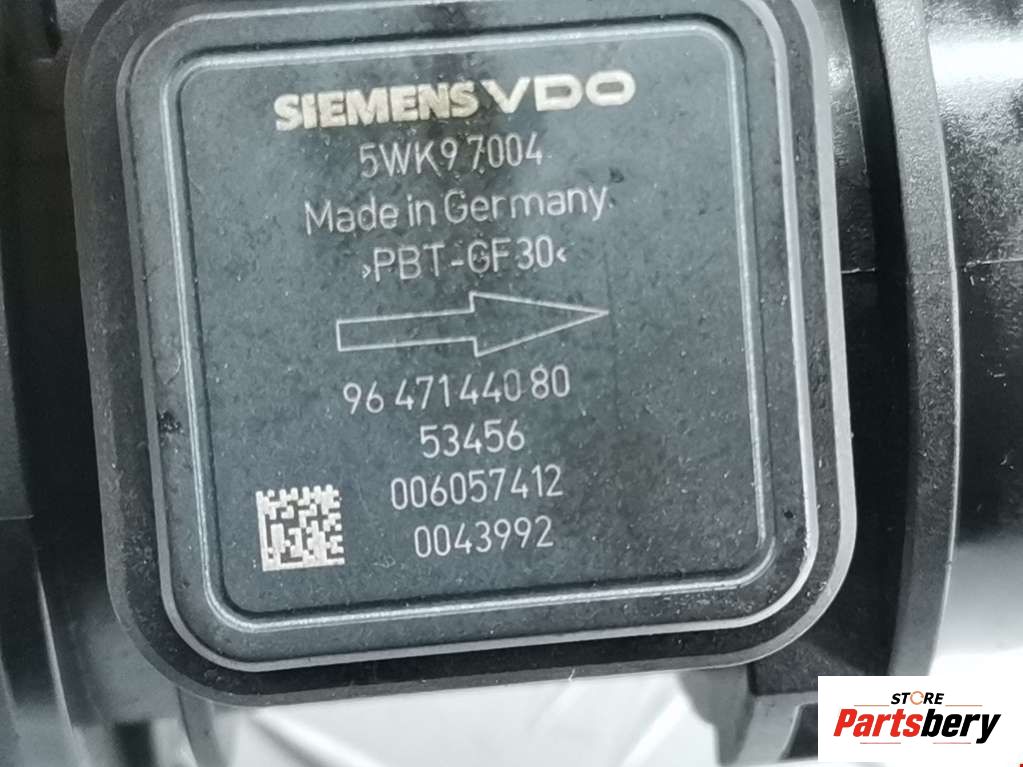 SIEMENS VDO
5WK9 7004
Made in Germany
>PBT-GF30<
96 471 440 80
53456
006057412
0043992
STORE
Partsbery